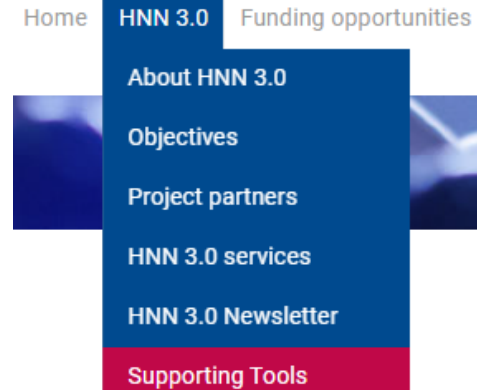 Home HNN 3.0 Funding opportunities
About HNN 3.0
Objectives
Project partners
HNN 3.0 services
HNN 3.0 Newsletter
Supporting Tools